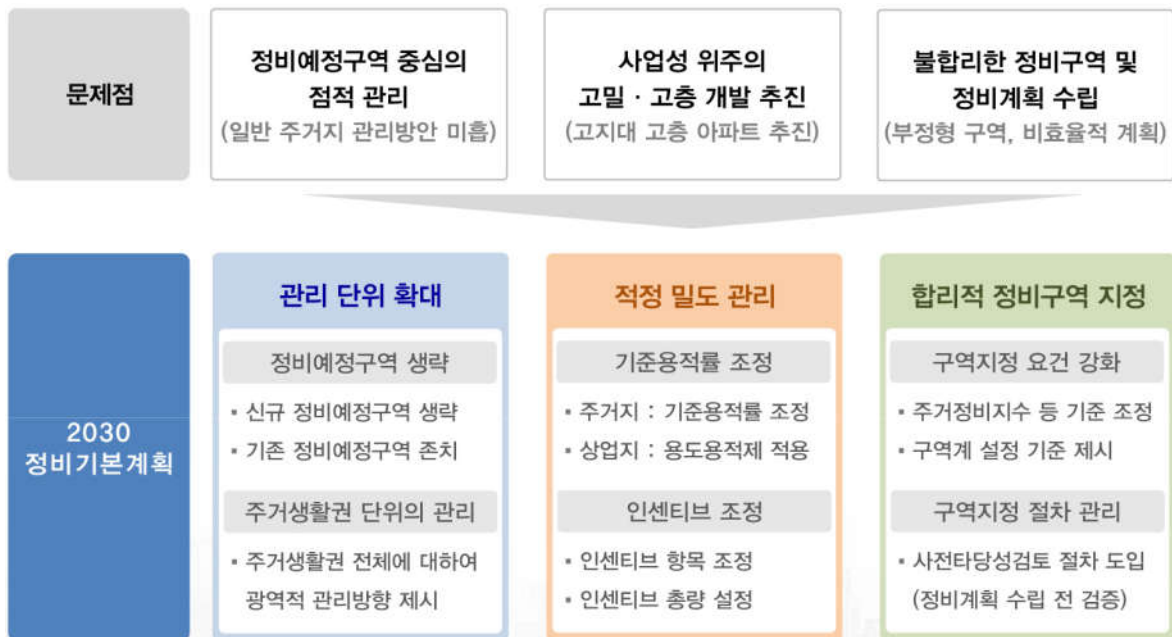 문제점
정비예정구역 중심의
점적 관리
(일반 주거지 관리방안 미흡)
사업성 위주의
고밀 · 고층 개발 추진
(고지대 고층 아파트 추진)
불합리한 정비구역 및
정비계획 수립
(부정형 구역, 비효율적 계획)
2030
정비기본계획
관리 단위 확대
정비예정구역 생략
▪ 신규 정비예정구역 생략
▪ 기존 정비예정구역 존치
주거생활권 단위의 관리
▪ 주거생활권 전체에 대하여
광역적 관리방향 제시
적정 밀도 관리
기준용적률 조정
▪ 주거지 : 기준용적률 조정
▪ 상업지 : 용도용적제 적용
인센티브 조정
▪ 인센티브 항목 조정
▪ 인센티브 총량 설정
합리적 정비구역 지정
구역지정 요건 강화
▪ 주거정비지수 등 기준 조정
▪ 구역계 설정 기준 제시
구역지정 절차 관리
▪ 사전타당성검토 절차 도입
(정비계획 수립 전 검증)